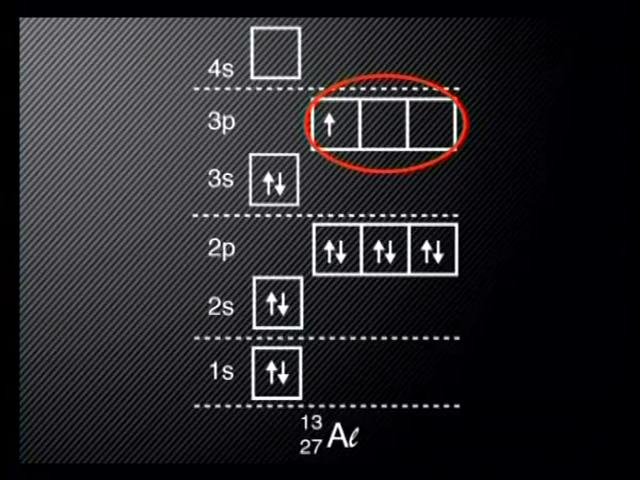 4s
3p ↑
3s ↑↓
2p ↑↓ ↑↓ ↑↓
2s ↑↓
1s ↑↓
13
27 Aℓ